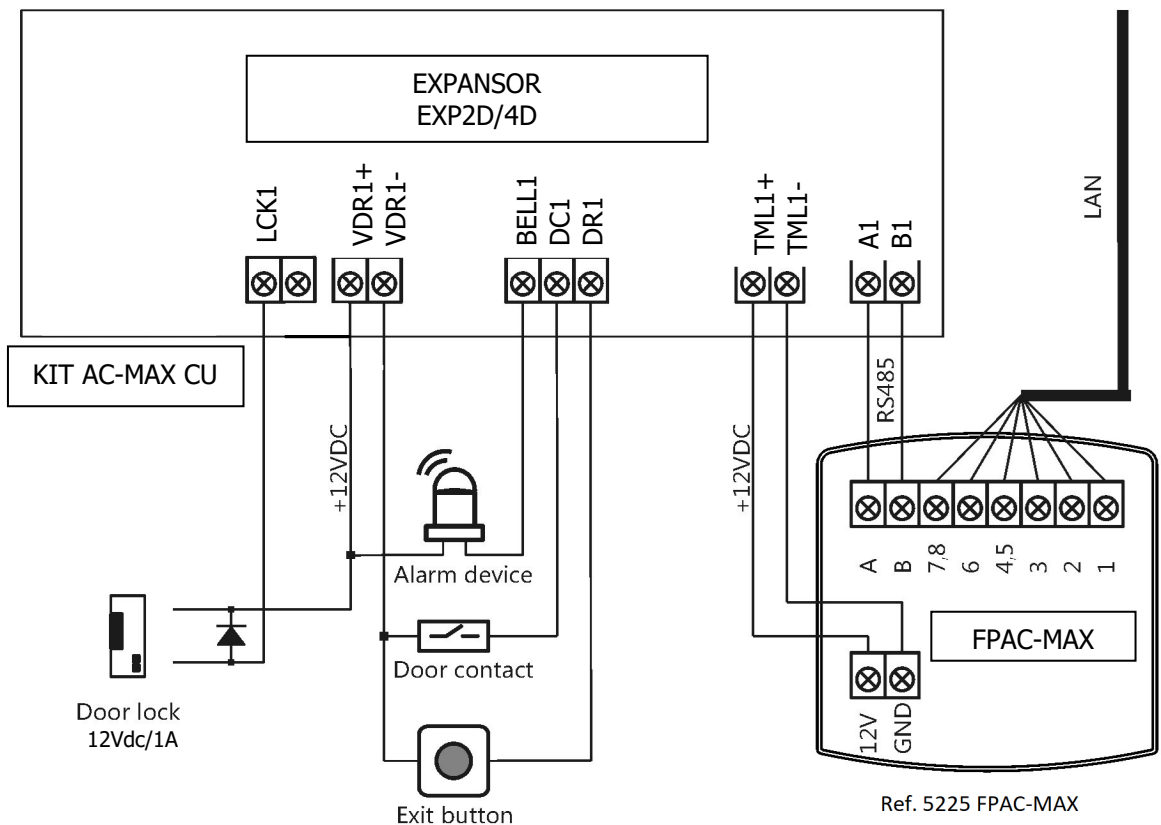 EXPANSOR
EXP2D/4D
LCK1
VDR1+
VDR1-
BELL1
DC1
DR1
TML1+
TML1-
A1
B1
LAN
KIT AC-MAX CU
+12VDC
+12VDC
RS485
Alarm device
A
B
7,8
6
4,5
3
2
1
FPAC-MAX
Door contact
12V
GND
Door lock
12Vdc/1A
Exit button
Ref. 5225 FPAC-MAX